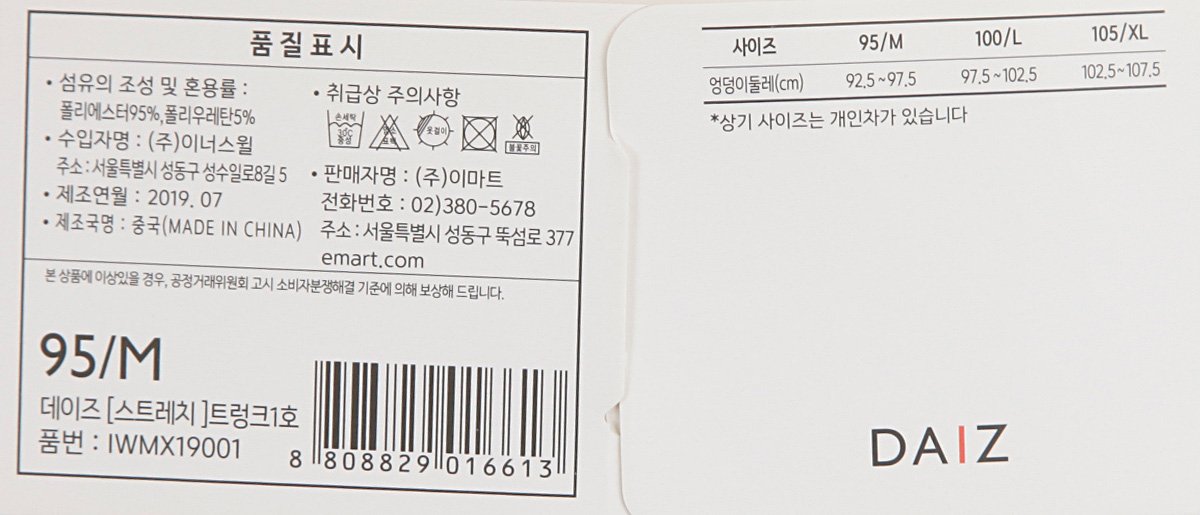 품질표시
• 섬유의 조성 및 혼용률 :
폴리에스터95%,폴리우레탄5%
• 수입자명 : (주)이너스윌
주소 : 서울특별시 성동구 성수일로8길 5
• 제조연월 : 2019. 07
• 제조국명 : 중국(MADE IN CHINA)
• 취급상 주의사항
손세탁
30℃
중성
염소
표백
옷걸이
불꽃주의
• 판매자명 : (주)이마트
전화번호 : 02)380-5678
주소 : 서울특별시 성동구 뚝섬로 377
emart.com
본 상품에 이상있을 경우, 공정거래위원회 고시 소비자분쟁해결 기준에 의해 보상해 드립니다.
95/M
데이즈 [스트레치 ]트렁크1호
품번 : IWMX19001
8 808829 016613
사이즈 95/M 100/L 105/XL
엉덩이둘레(cm) 92.5~97.5 97.5~102.5 102.5~107.5
*상기 사이즈는 개인차가 있습니다
DAIZ